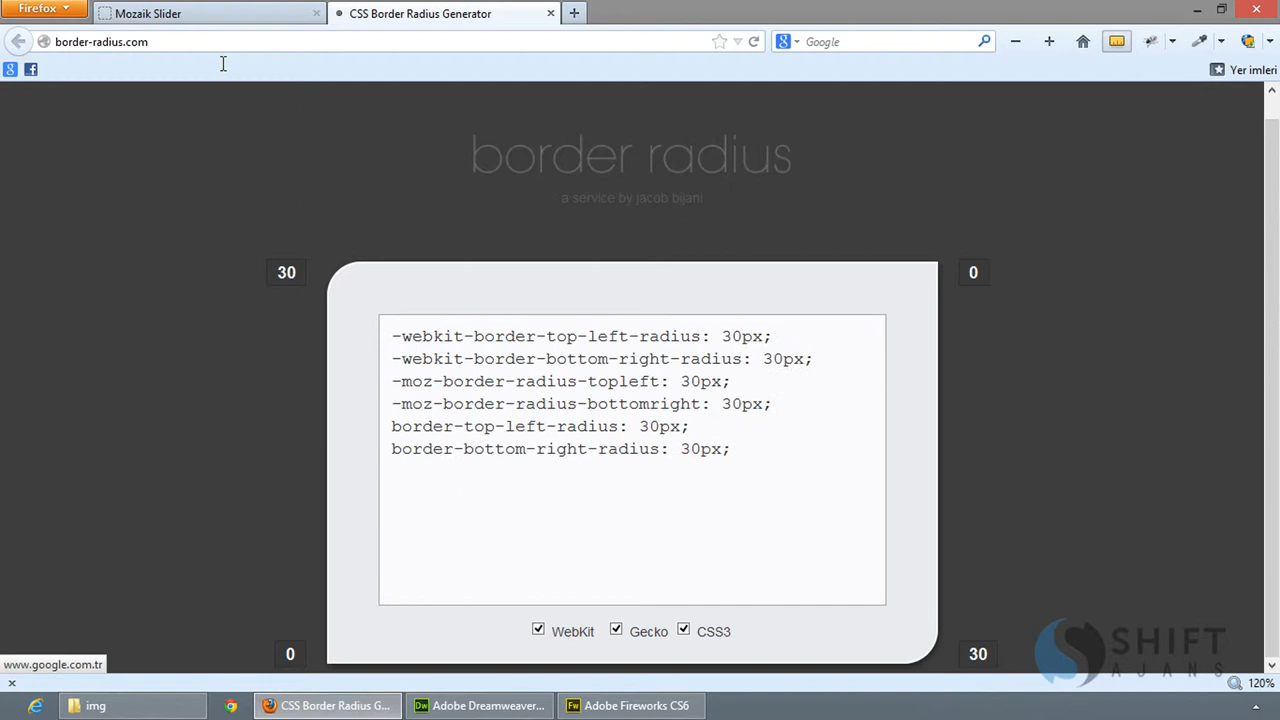 Firefox
Mozaik Slider
CSS Border Radius Generator
border-radius.com
Google
Yer imleri
border radius
a service by jacob bijani
30
0
-webkit-border-top-left-radius: 30px;
-webkit-border-bottom-right-radius: 30px;
-moz-border-radius-topleft: 30px;
-moz-border-radius-bottomright: 30px;
border-top-left-radius: 30px;
border-bottom-right-radius: 30px;
WebKit
Gecko
CSS3
0
30
SHIFT
AJANS
www.google.com.tr
120%
img
CSS Border Radius G...
Dw Adobe Dreamweaver...
Fw Adobe Fireworks CS6